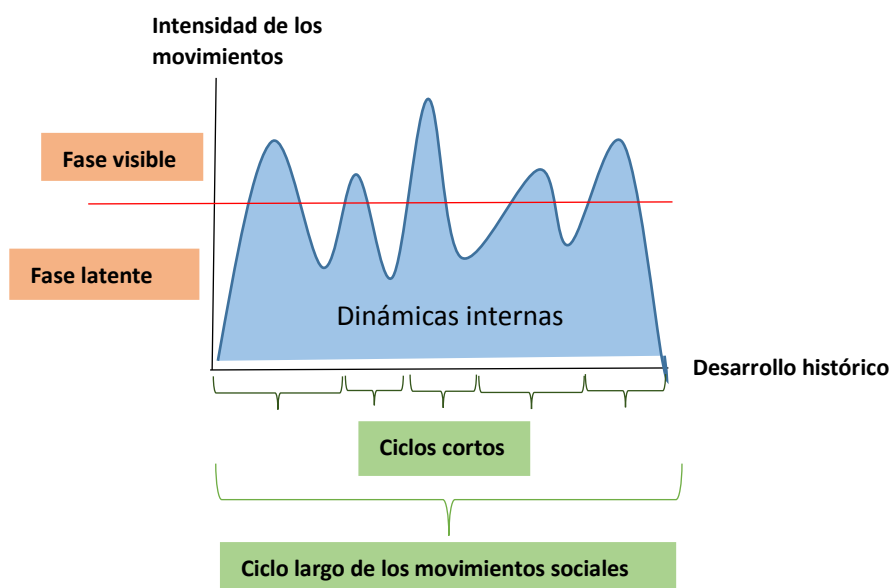 Intensidad de los
movimientos
Fase visible
Fase latente
Dinámicas internas
Desarrollo histórico
Ciclos cortos
Ciclo largo de los movimientos sociales